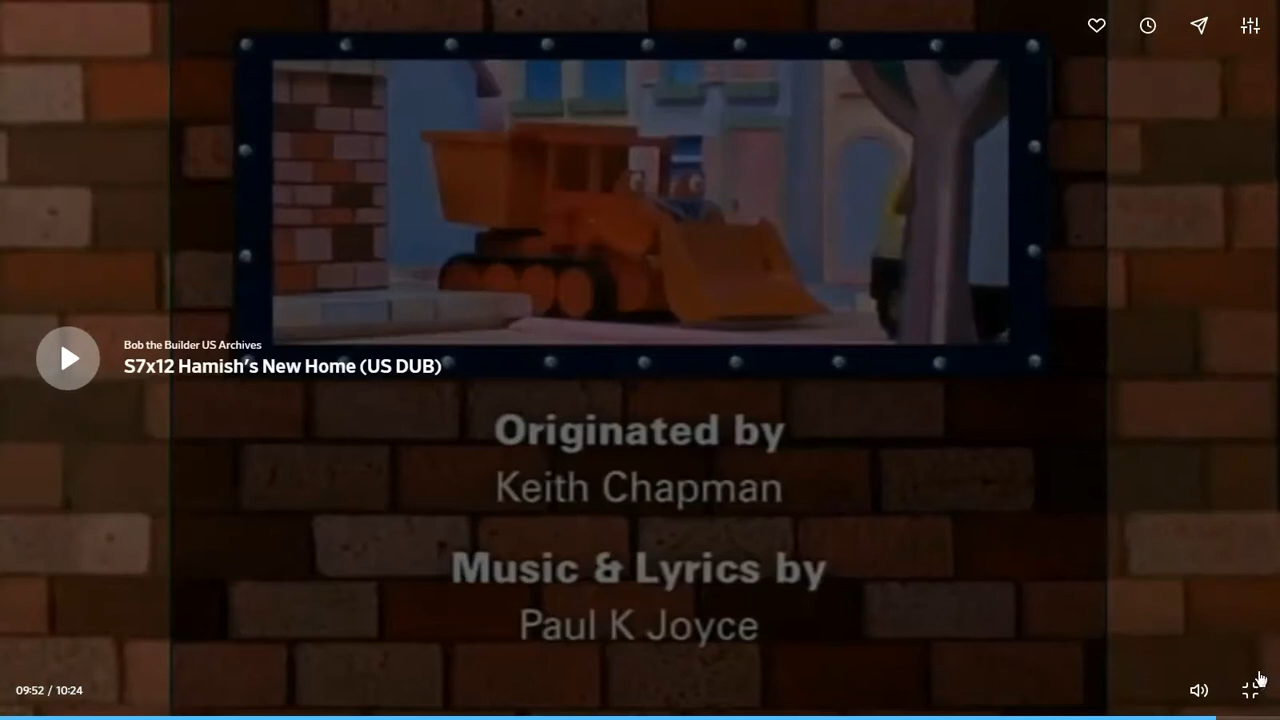 Bob the Builder US Archives
S7x12 Hamish's New Home (US DUB)
Originated by
Keith Chapman
Music & Lyrics by
Paul K Joyce
09:52 / 10:24